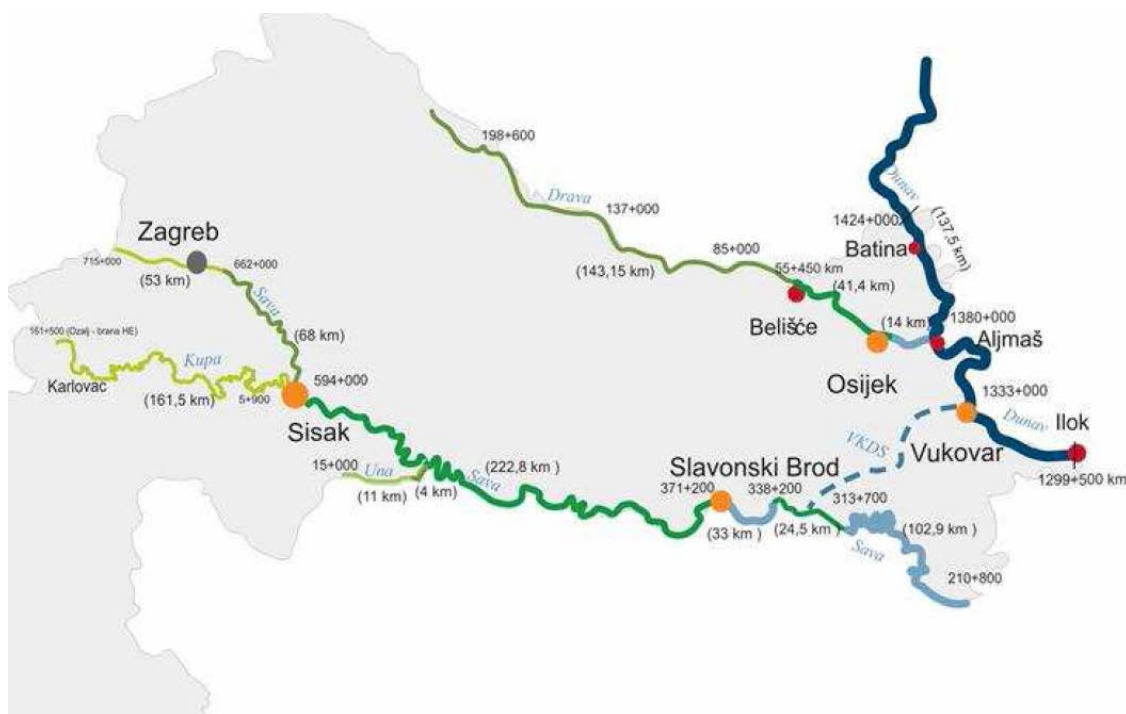 198+600
Drava
137+000
Dunav
1424+000
(137,5 km)
Zagreb
715+000
662+000
(53 km)
85+000
(143,15 km)
Batina
55+450 km
(41,4 km)
Sava
(68 km)
Belišće
(14 km)
1380+000
Aljmaš
161+500 (Ozalj - brana HE)
Kupa
Karlovac
(161,5 km)
5+900
594+000
Osijek
1333+000
Dunav
Ilok
Sisak
VKDS
Vukovar
15+000
Una
(11 km)
(4 km)
Sava
(222,8 km )
Slavonski Brod
1299+500 km
371+200
338+200
313+700
(33 km )
(24,5 km )
(102,9 km )
Sava
210+800